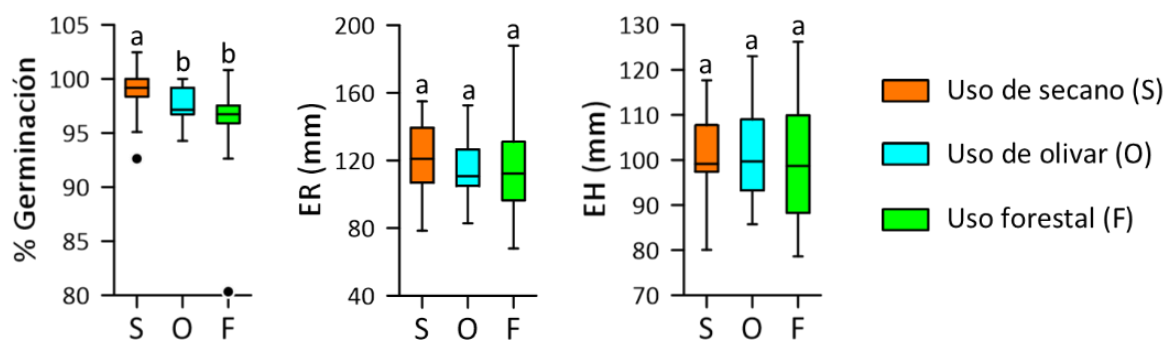 % Germinación
105
100
95
90
85
80
a
b
b
S
O
F
ER (mm)
200
160
120
80
40
a
a
a
S
O
F
EH (mm)
130
120
110
100
90
80
70
a
a
a
S
O
F
Uso de secano (S)
Uso de olivar (O)
Uso forestal (F)